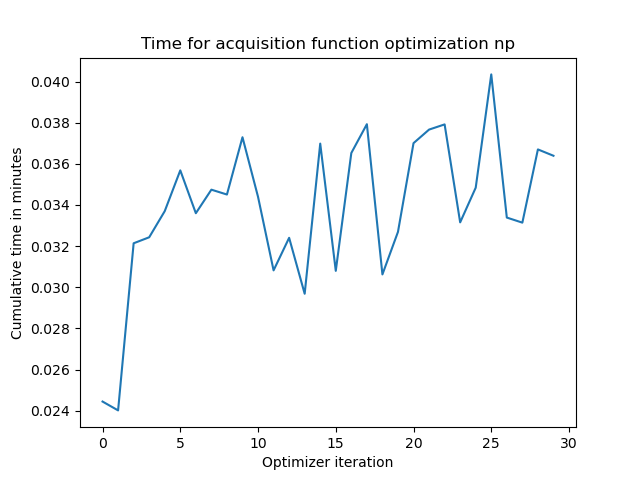 Time for acquisition function optimization np
Cumulative time in minutes
0.040
0.038
0.036
0.034
0.032
0.030
0.028
0.026
0.024
0 5 10 15 20 25 30
Optimizer iteration